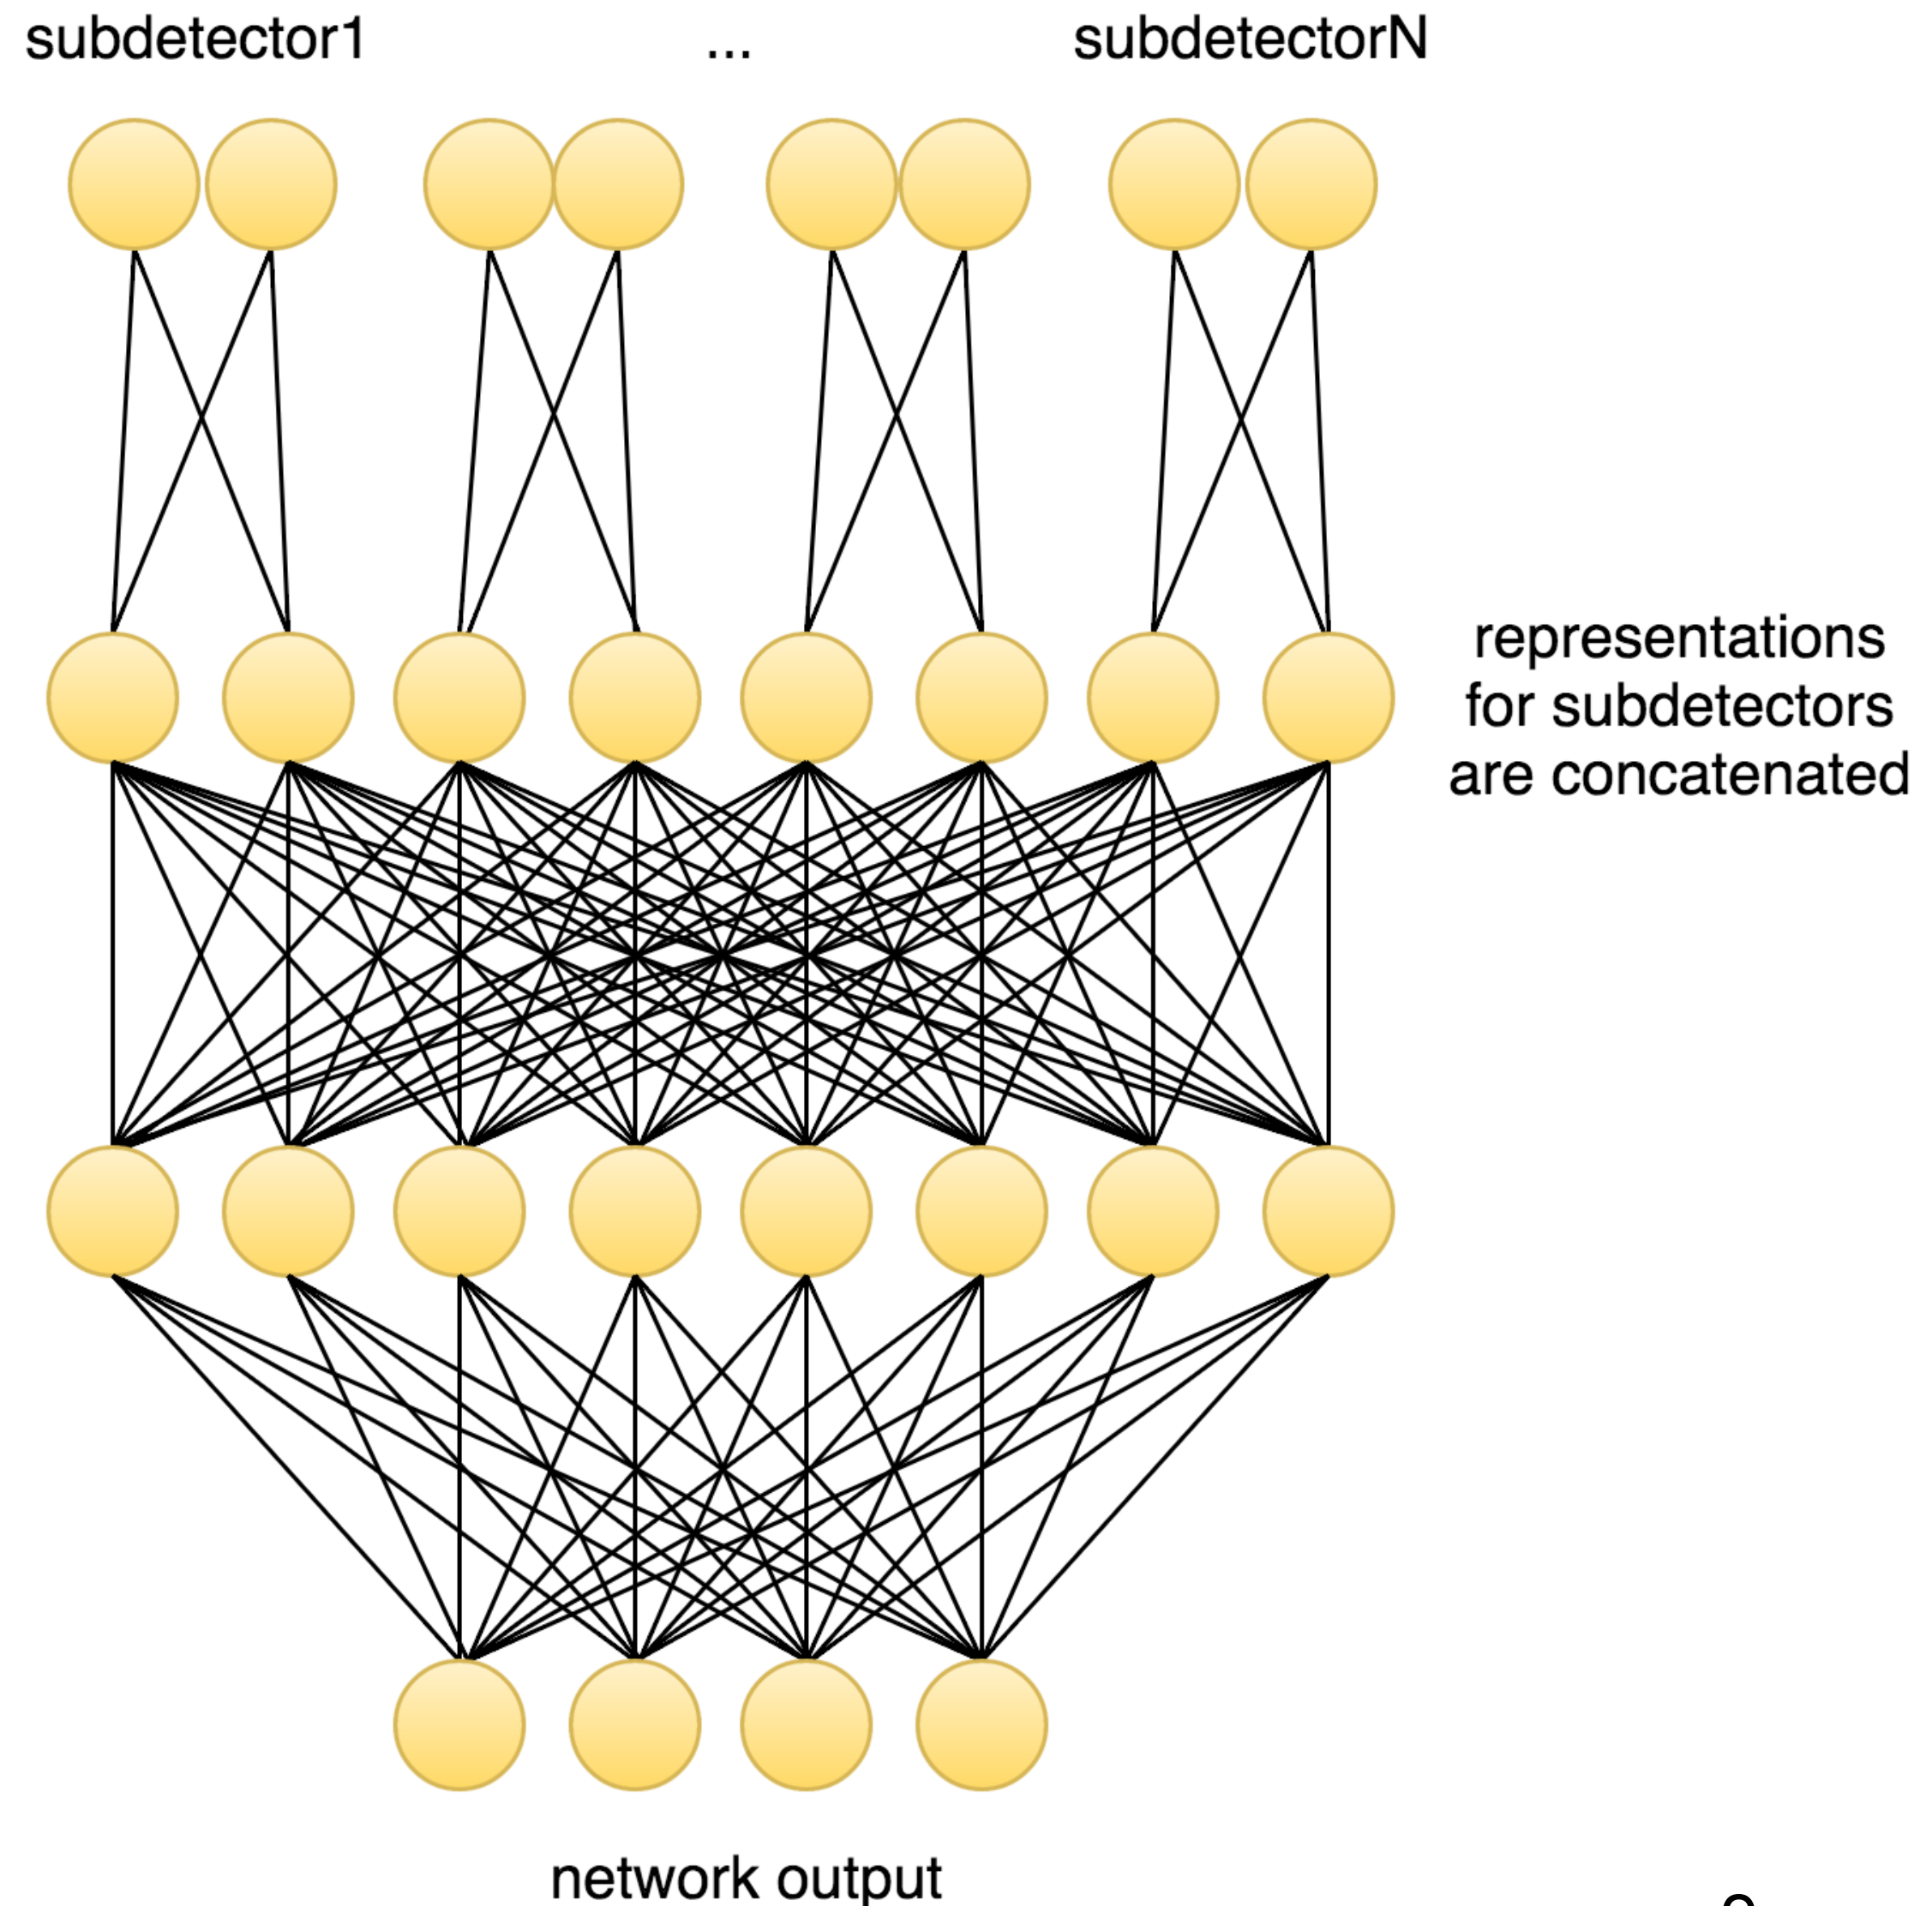 subdetector1 ... subdetectorN
representations
for subdetectors
are concatenated
network output